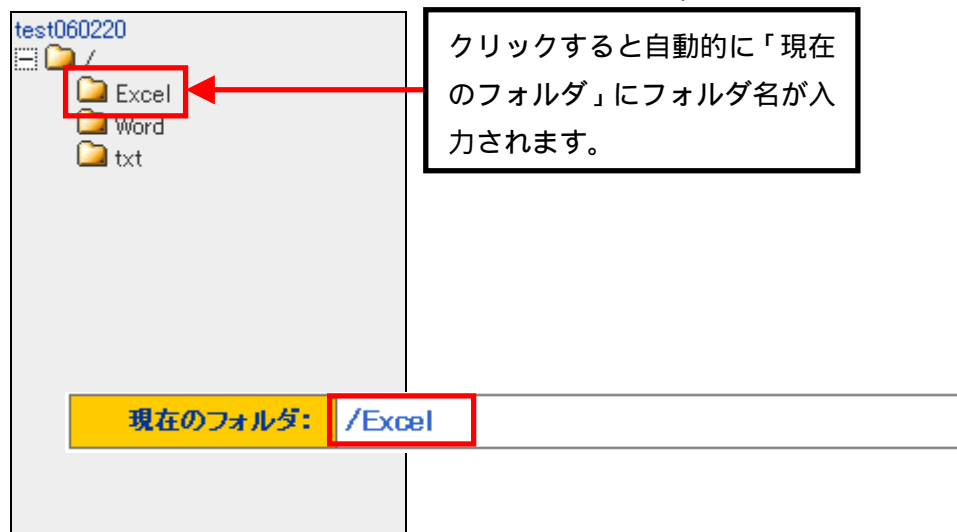 test060220
/
Excel
Word
txt
クリックすると自動的に「現在
のフォルダ」にフォルダ名が入
力されます。
現在のフォルダ: /Excel